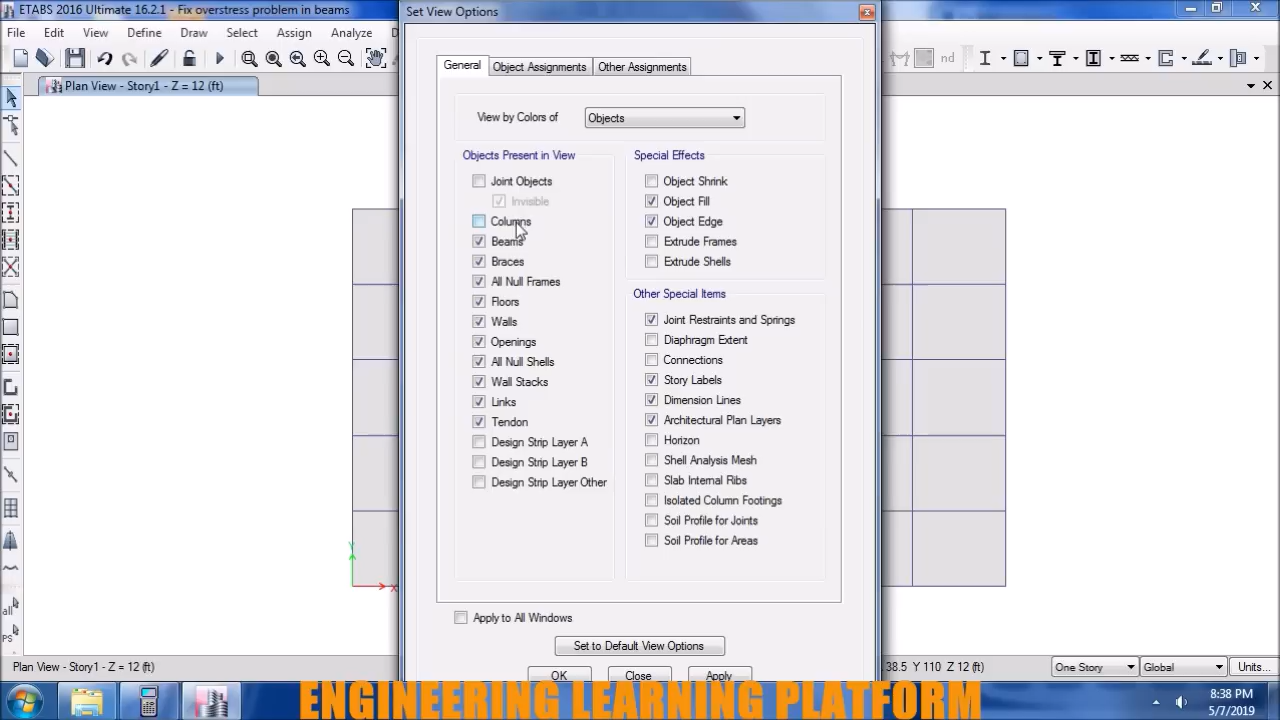 ETABS 2016 Ultimate 16.2.1 - Fix overstress problem in beams
Set View Options
File Edit View Define Draw Select Assign Analyze D
nd
Plan View - Story1 - Z = 12 (ft)
General Object Assignments Other Assignments
View by Colors of Objects
Objects Present in View
Joint Objects
Invisible
Columns
Beams
Braces
All Null Frames
Floors
Walls
Openings
All Null Shells
Wall Stacks
Links
Tendon
Design Strip Layer A
Design Strip Layer B
Design Strip Layer Other
Special Effects
Object Shrink
Object Fill
Object Edge
Extrude Frames
Extrude Shells
Other Special Items
Joint Restraints and Springs
Diaphragm Extent
Connections
Story Labels
Dimension Lines
Architectural Plan Layers
Horizon
Shell Analysis Mesh
Slab Internal Ribs
Isolated Column Footings
Soil Profile for Joints
Soil Profile for Areas
Y
X
all
PS
Apply to All Windows
Set to Default View Options
OK Close Apply
Plan View - Story1 - Z = 12 (ft)
38.5 Y 110 Z 12 (ft) One Story Global Units...
ENGINEERING LEARNING PLATFORM
8:38 PM
5/7/2019